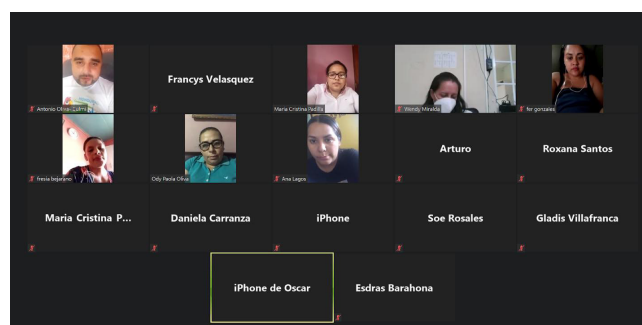 Antonio Oliva
Francys Velasquez
Maria Cristina Padilla
Wendy Miralda
fer gonzales
fresia bejarano
Ody Paula Oliva
Ana Lagos
Arturo
Roxana Santos
Maria Cristina P...
Daniela Carranza
iPhone
Soe Rosales
Gladis Villafranca
iPhone de Oscar
Esdras Barahona